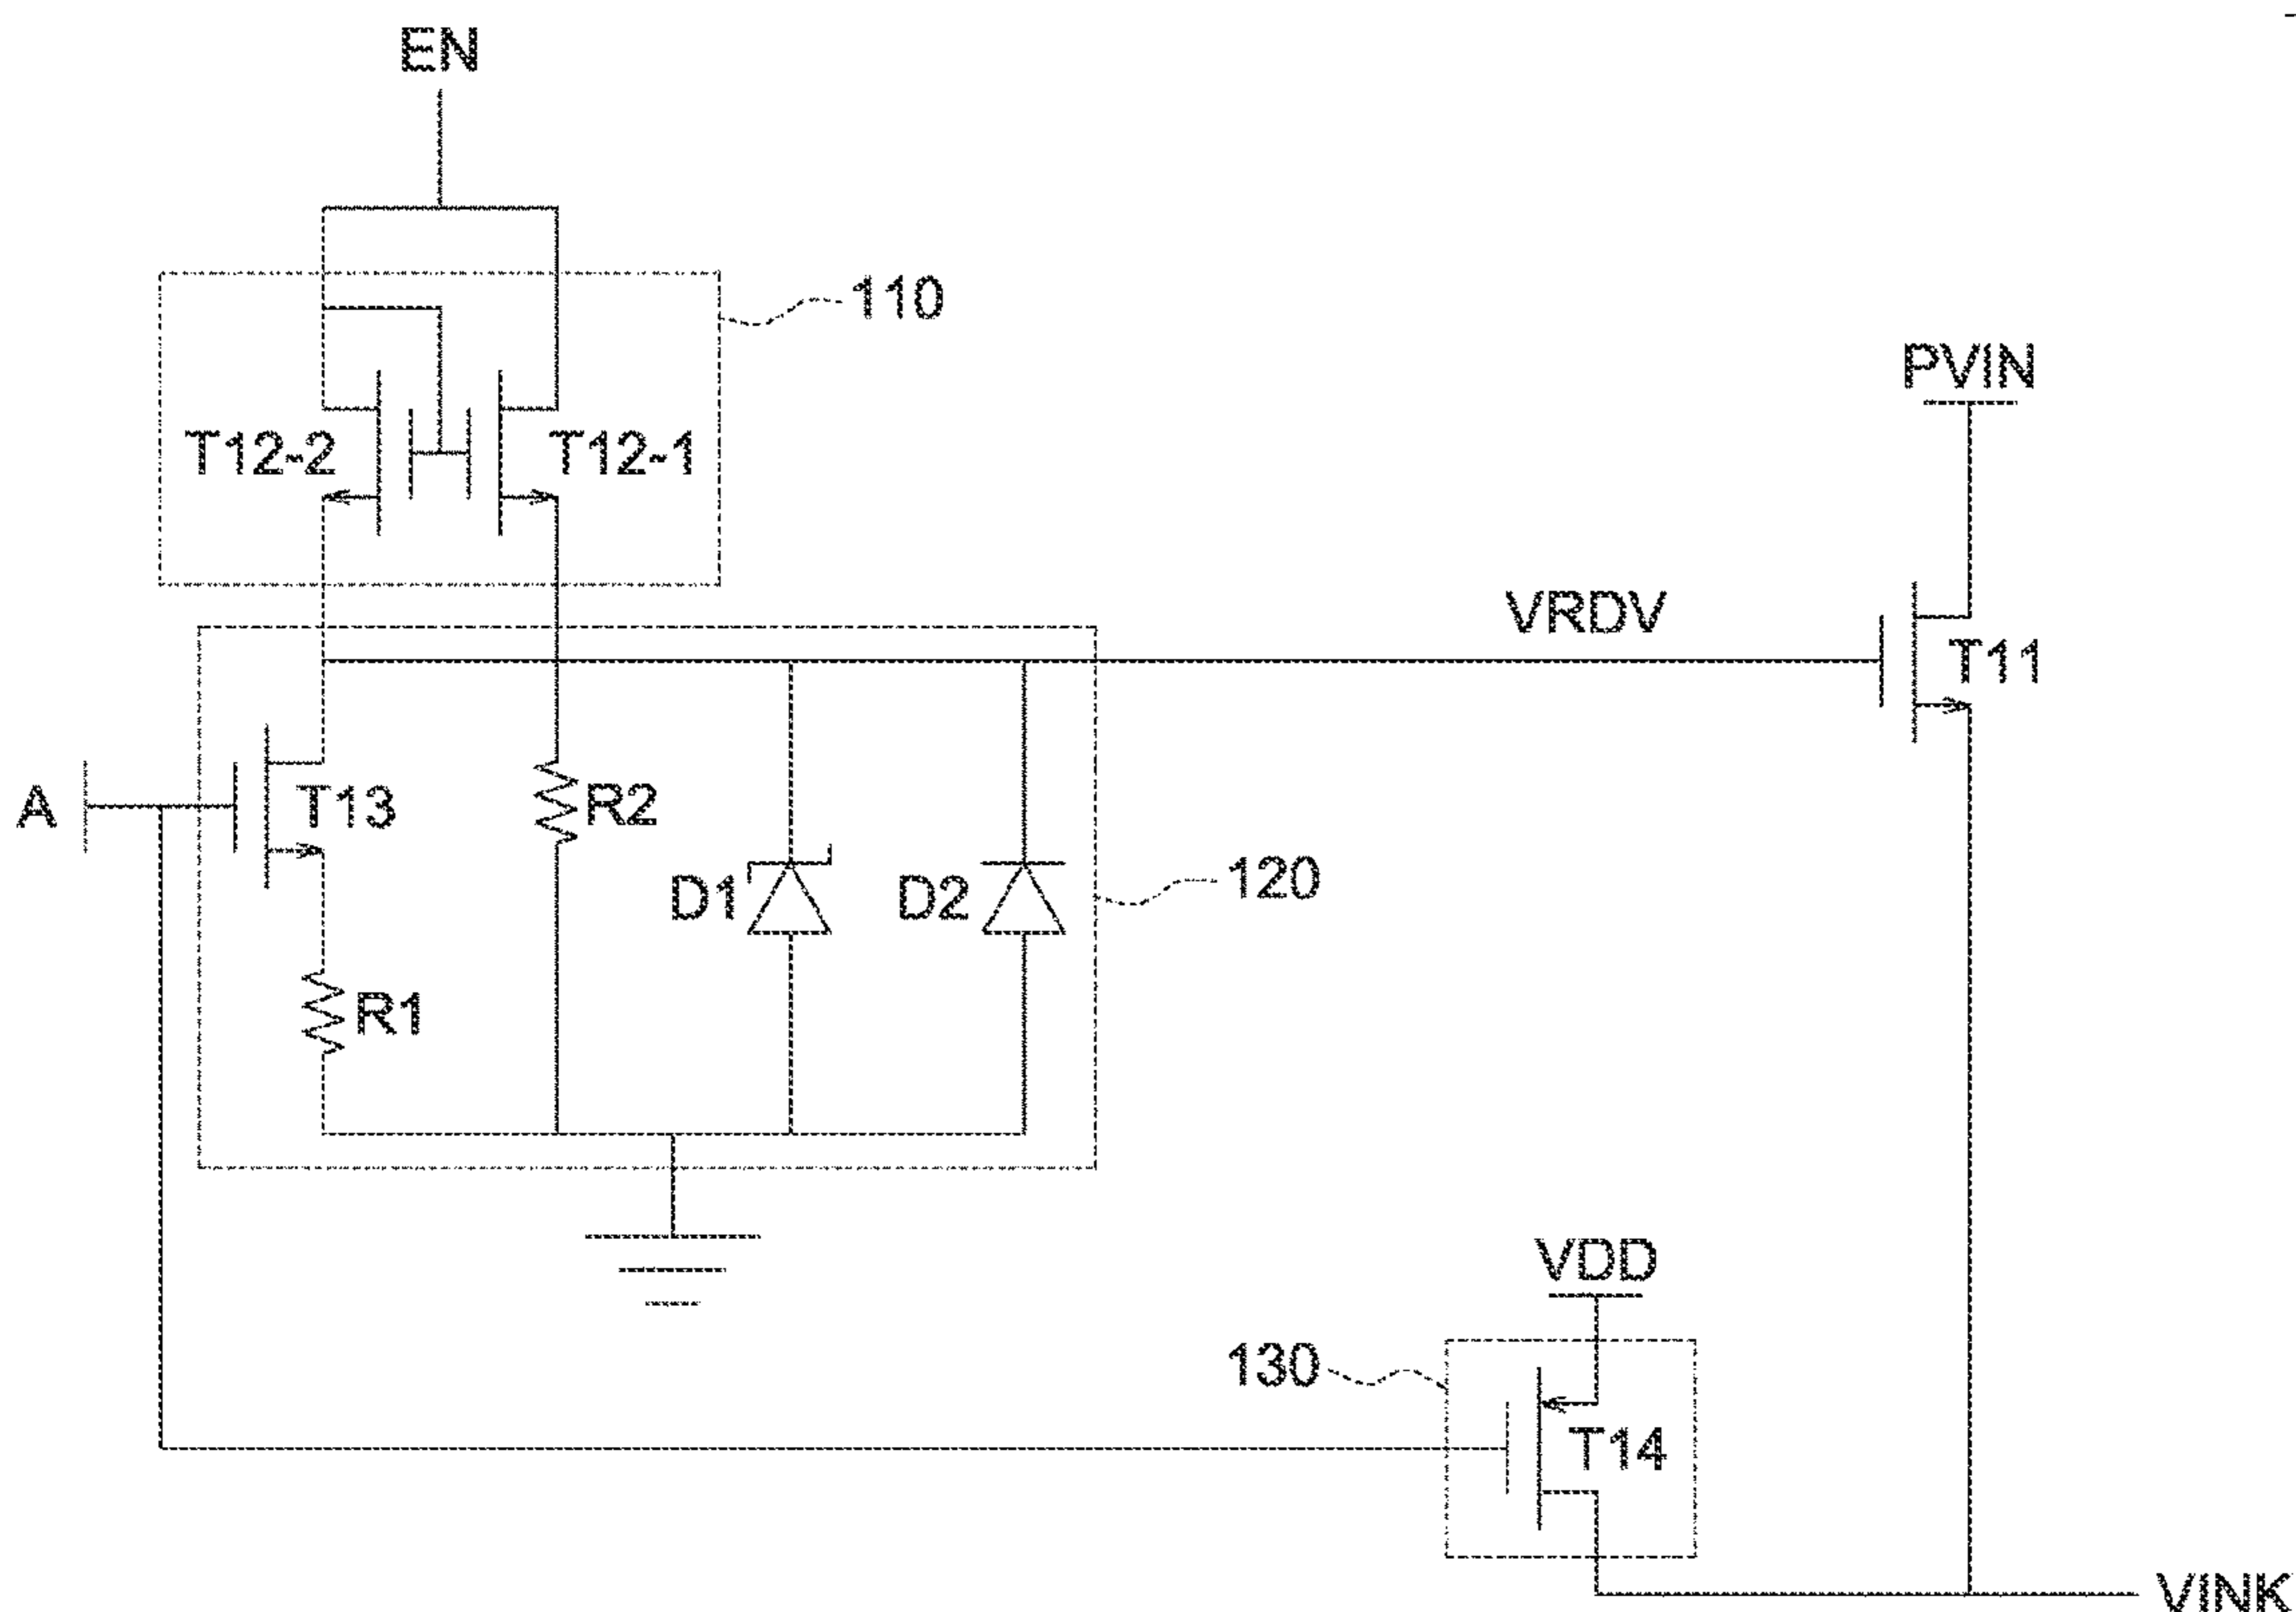 EN
110
PVIN
T12-2
T12-1
VRDV
T11
A
T13
R2
D1
D2
120
R1
VDD
130
T14
VINK